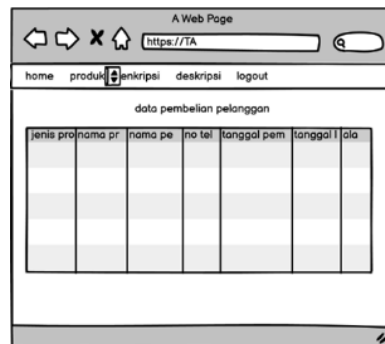 A Web Page
https://TA
home produk enkripsi deskripsi logout
data pembelian pelanggan
jenis pro nama pr nama pe no tel tanggal pem tanggal l ala